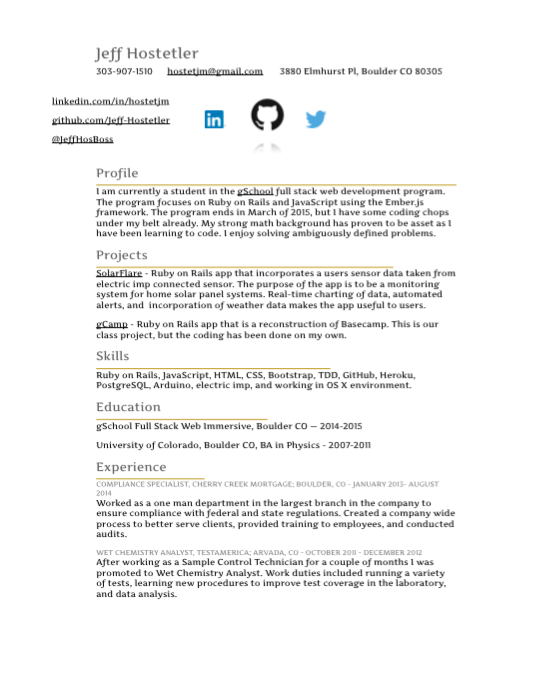 Jeff Hostetler
303-907-1510 hostetjm@gmail.com 3880 Elmhurst Pl, Boulder CO 80305
linkedin.com/in/hostetjm
github.com/Jeff-Hostetler
@JeffHosBoss
in
Profile
I am currently a student in the gSchool full stack web development program.
The program focuses on Ruby on Rails and JavaScript using the Ember.js
framework. The program ends in March of 2015, but I have some coding chops
under my belt already. My strong math background has proven to be asset as I
have been learning to code. I enjoy solving ambiguously defined problems.
Projects
SolarFlare - Ruby on Rails app that incorporates a users sensor data taken from
electric imp connected sensor. The purpose of the app is to be a monitoring
system for home solar panel systems. Real-time charting of data, automated
alerts, and incorporation of weather data makes the app useful to users.
gCamp - Ruby on Rails app that is a reconstruction of Basecamp. This is our
class project, but the coding has been done on my own.
Skills
Ruby on Rails, JavaScript, HTML, CSS, Bootstrap, TDD, GitHub, Heroku,
PostgreSQL, Arduino, electric imp, and working in OS X environment.
Education
gSchool Full Stack Web Immersive, Boulder CO — 2014-2015
University of Colorado, Boulder CO, BA in Physics - 2007-2011
Experience
COMPLIANCE SPECIALIST, CHERRY CREEK MORTGAGE; BOULDER, CO - JANUARY 2013- AUGUST
2014
Worked as a one man department in the largest branch in the company to
ensure compliance with federal and state regulations. Created a company wide
process to better serve clients, provided training to employees, and conducted
audits.
WET CHEMISTRY ANALYST, TESTAMERICA; ARVADA, CO - OCTOBER 2011 - DECEMBER 2012
After working as a Sample Control Technician for a couple of months I was
promoted to Wet Chemistry Analyst. Work duties included running a variety
of tests, learning new procedures to improve test coverage in the laboratory,
and data analysis.